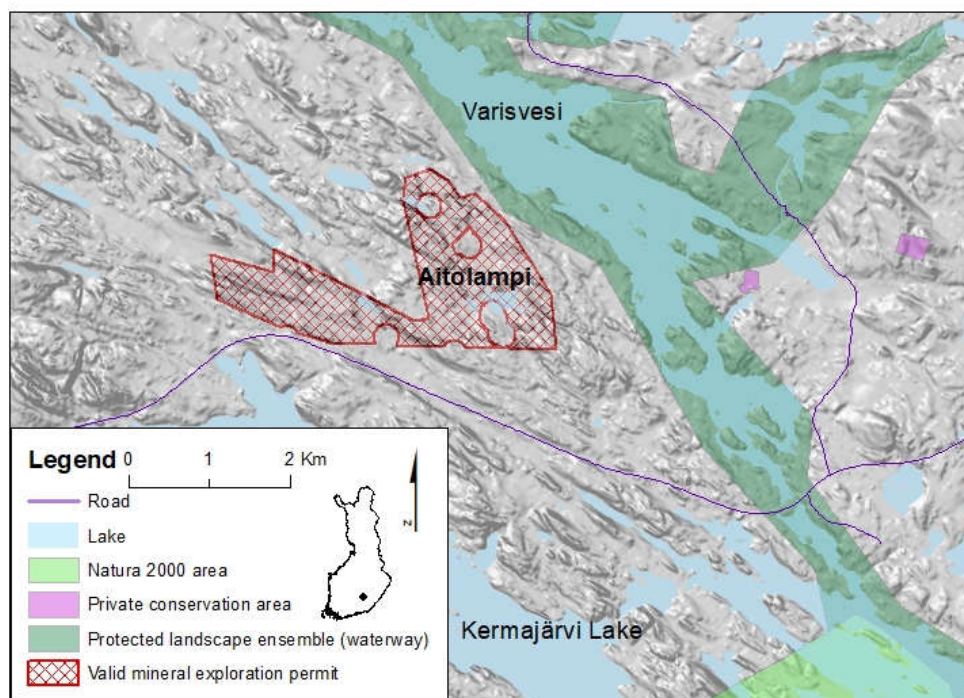 Varisvesi
Aitolampi
Legend
0 1 2 Km
Road
Lake
Natura 2000 area
Private conservation area
Protected landscape ensemble (waterway)
Valid mineral exploration permit
N
Kermajärvi Lake